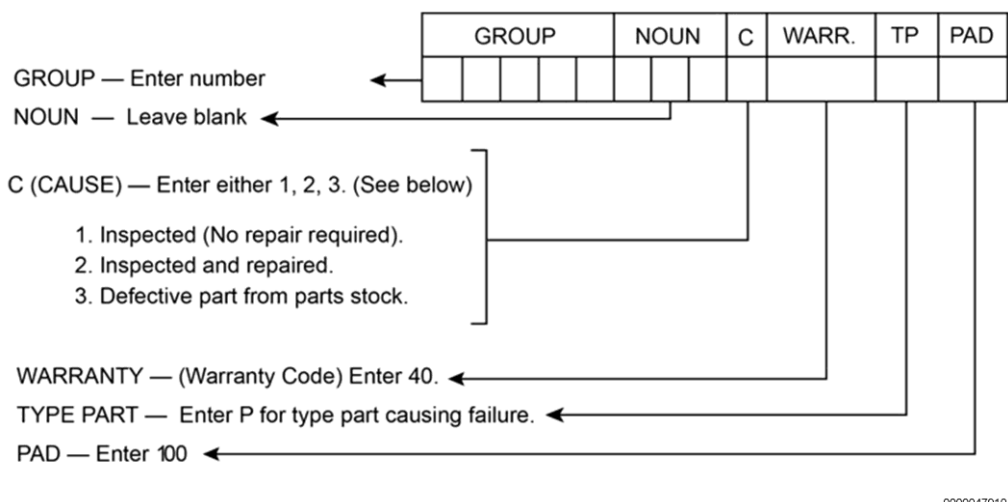 GROUP NOUN C WARR. TP PAD
GROUP — Enter number
NOUN — Leave blank
C (CAUSE) — Enter either 1, 2, 3. (See below)
1. Inspected (No repair required).
2. Inspected and repaired.
3. Defective part from parts stock.
WARRANTY — (Warranty Code) Enter 40.
TYPE PART — Enter P for type part causing failure.
PAD — Enter 100